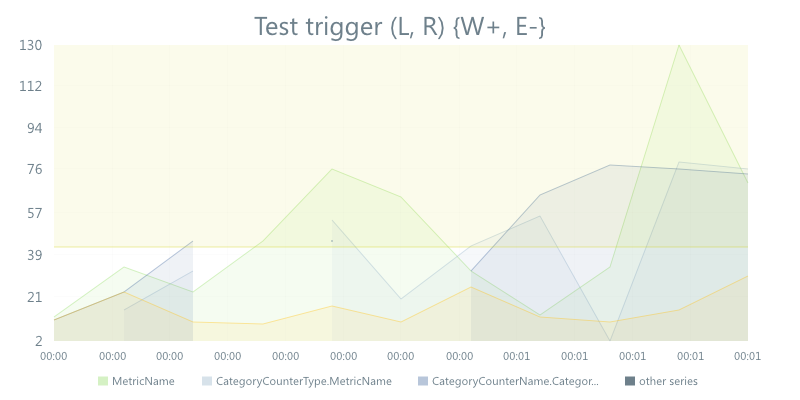 Test trigger (L, R) {W+, E-}
130
112
94
76
57
39
21
2
00:00 00:00 00:00 00:00 00:00 00:00 00:00 00:00 00:01 00:01 00:01 00:01 00:01
MetricName CategoryCounterType.MetricName CategoryCounterName.Categor... other series